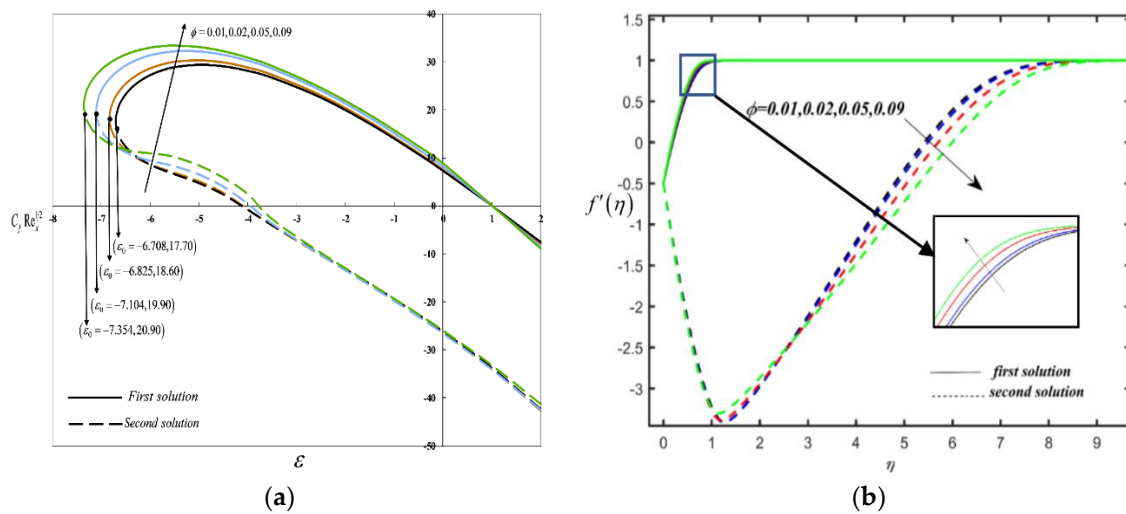 40
ϕ = 0.01, 0.02, 0.05, 0.09
30
20
10
0
-8 -7 -6 -5 -4 -3 -2 -1 0 1 2
C_f Re_x^{1/2}
-10
(ε₀ = −6.708,17.70)
(ε₀ = −6.825,18.60)
-20
(ε₀ = −7.104,19.90)
(ε₀ = −7.354,20.90)
-30
First solution
-40
Second solution
-50
ε
(a)
1.5
1
ϕ=0.01,0.02,0.05,0.09
0.5
0
-0.5
f′(η)
-1
-1.5
-2
-2.5
-3
first solution
second solution
0 1 2 3 4 5 6 7 8 9
η
(b)